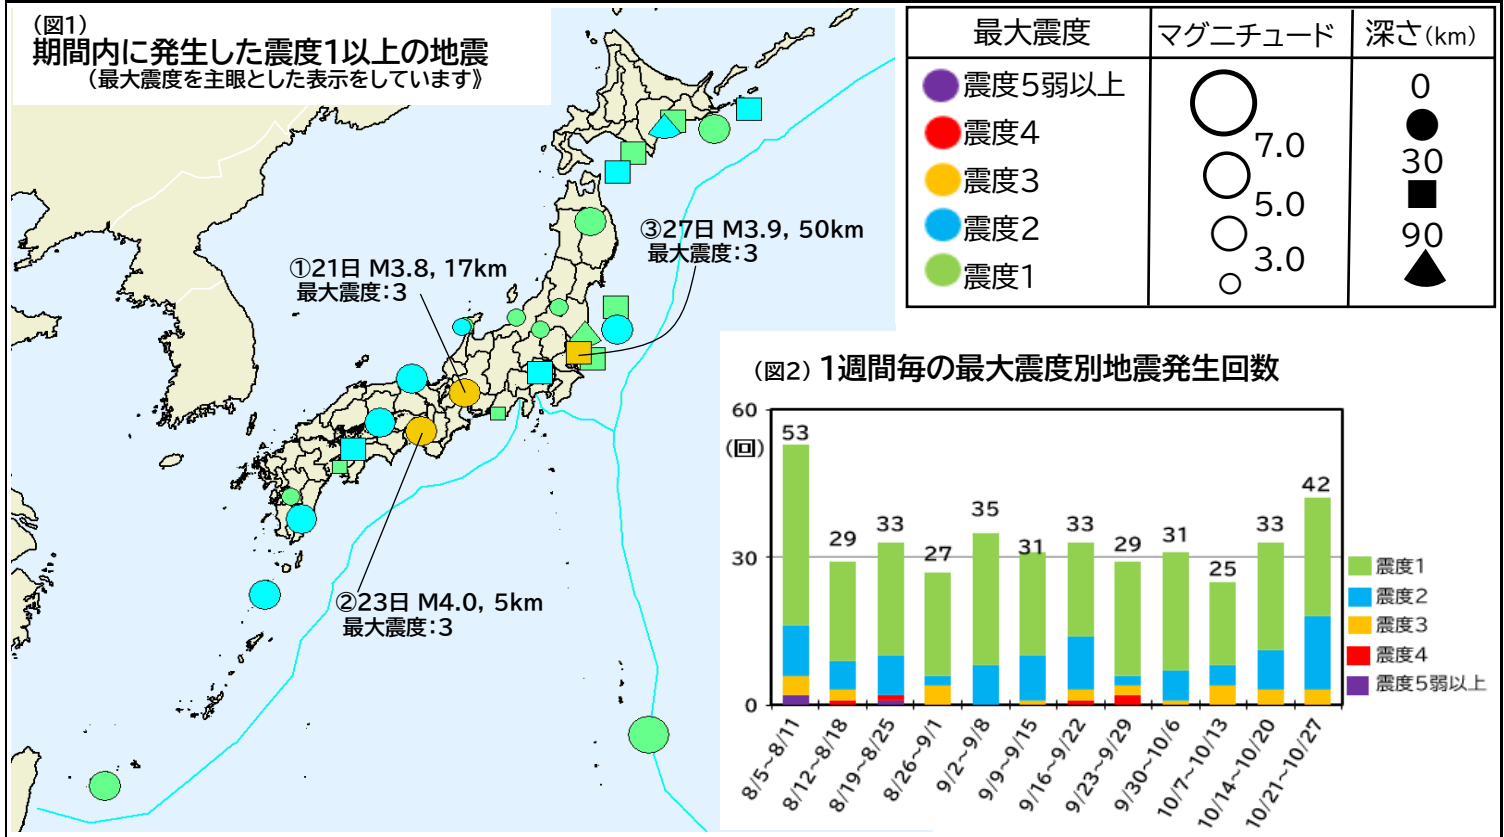 (図1)
期間内に発生した震度1以上の地震
(最大震度を主眼とした表示をしています》
①21日 M3.8, 17km
最大震度:3
③27日 M3.9, 50km
最大震度:3
②23日 M4.0, 5km
最大震度:3
最大震度 マグニチュード 深さ(km)
震度5弱以上
震度4
震度3
震度2
震度1
7.0
5.0
3.0
0
30
90
(図2) 1週間毎の最大震度別地震発生回数
60
(回)
30
0
53
29
33
27
35
31
33
29
31
25
33
42
8/5~8/11
8/12~8/18
8/19~8/25
8/26~9/1
9/2~9/8
9/9~9/15
9/16~9/22
9/23~9/29
9/30~10/6
10/7~10/13
10/14~10/20
10/21~10/27
震度1
震度2
震度3
震度4
震度5弱以上